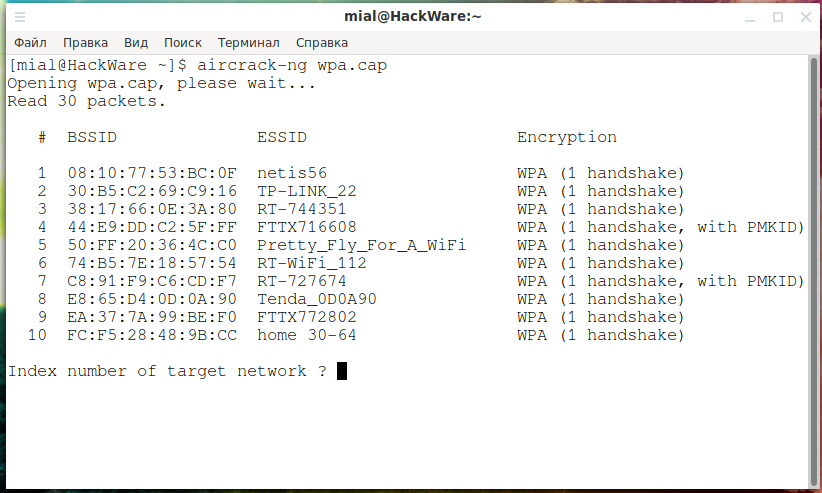 mial@HackWare:~
Файл Правка Вид Поиск Терминал Справка
[mial@HackWare ~]$ aircrack-ng wpa.cap
Opening wpa.cap, please wait...
Read 30 packets.
# BSSID ESSID Encryption
1 08:10:77:53:BC:0F netis56 WPA (1 handshake)
2 30:B5:C2:69:C9:16 TP-LINK_22 WPA (1 handshake)
3 38:17:66:0E:3A:80 RT-744351 WPA (1 handshake)
4 44:E9:DD:C2:5F:FF FTTX716608 WPA (1 handshake, with PMKID)
5 50:FF:20:36:4C:C0 Pretty_Fly_For_A_WiFi WPA (1 handshake)
6 74:B5:7E:18:57:54 RT-WiFi_112 WPA (1 handshake)
7 C8:91:F9:C6:CD:F7 RT-727674 WPA (1 handshake, with PMKID)
8 E8:65:D4:0D:0A:90 Tenda_0D0A90 WPA (1 handshake)
9 EA:37:7A:99:BE:F0 FTTX772802 WPA (1 handshake)
10 FC:F5:28:48:9B:CC home 30-64 WPA (1 handshake)
Index number of target network ?